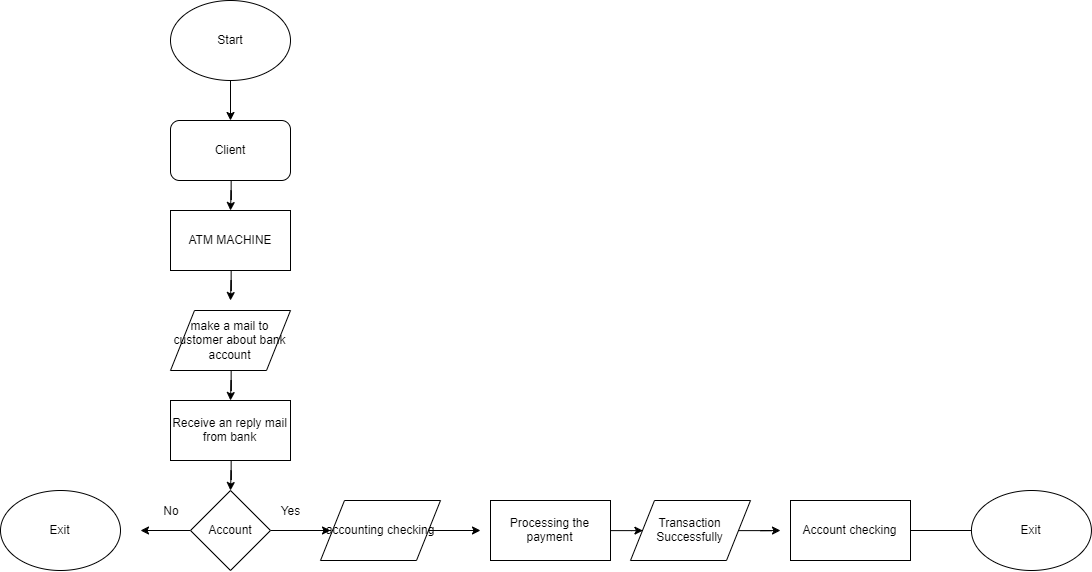 Start
Client
ATM MACHINE
make a mail to
customer about bank
account
Receive an reply mail
from bank
No
Yes
Exit
Account
accounting checking
Processing the
payment
Transaction
Successfully
Account checking
Exit